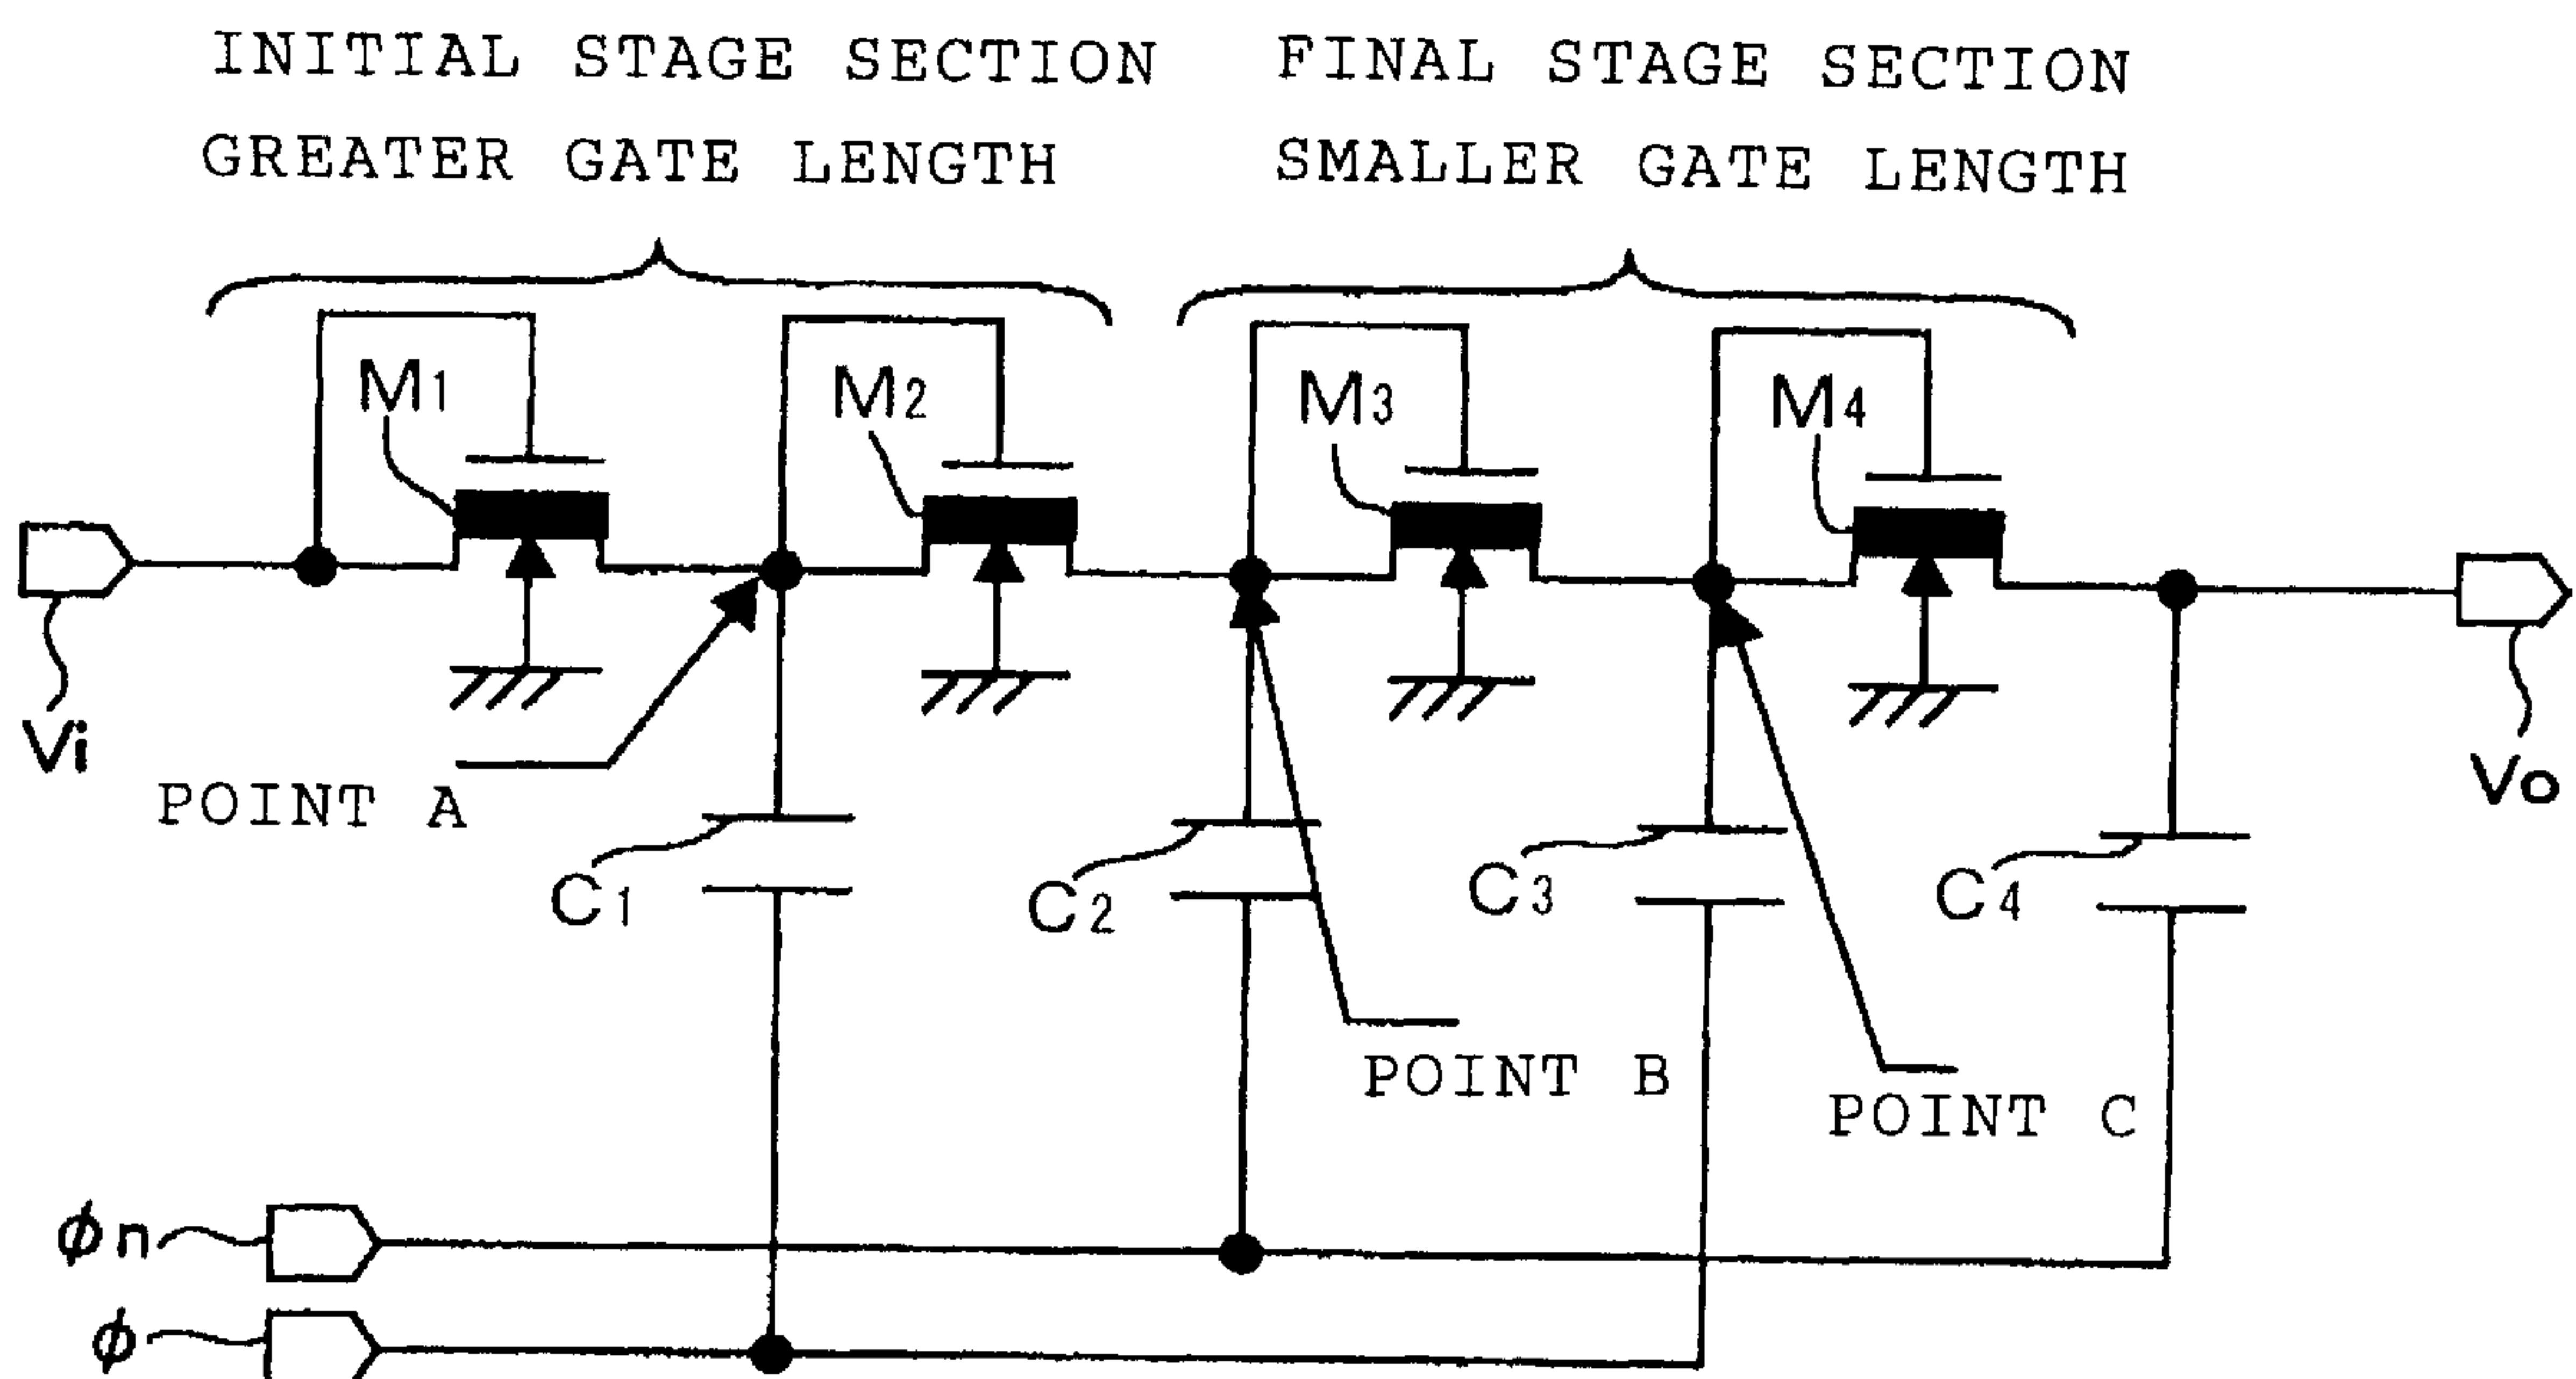 INITIAL STAGE SECTION
GREATER GATE LENGTH
FINAL STAGE SECTION
SMALLER GATE LENGTH
M1
M2
M3
M4
Vi
Vo
POINT A
C1
C2
C3
C4
POINT B
POINT C
φn
φ